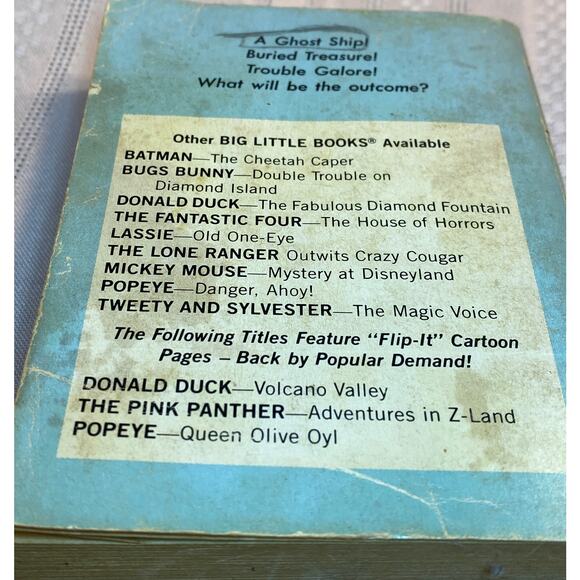 A Ghost Ship!
Buried Treasure!
Trouble Galore!
What will be the outcome?
Other BIG LITTLE BOOKS® Available
BATMAN—The Cheetah Caper
BUGS BUNNY—Double Trouble on
Diamond Island
DONALD DUCK—The Fabulous Diamond Fountain
THE FANTASTIC FOUR—The House of Horrors
LASSIE—Old One-Eye
THE LONE RANGER Outwits Crazy Cougar
MICKEY MOUSE—Mystery at Disneyland
POPEYE—Danger, Ahoy!
TWEETY AND SYLVESTER—The Magic Voice
The Following Titles Feature “Flip-It” Cartoon
Pages – Back by Popular Demand!
DONALD DUCK—Volcano Valley
THE PINK PANTHER—Adventures in Z-Land
POPEYE—Queen Olive Oyl